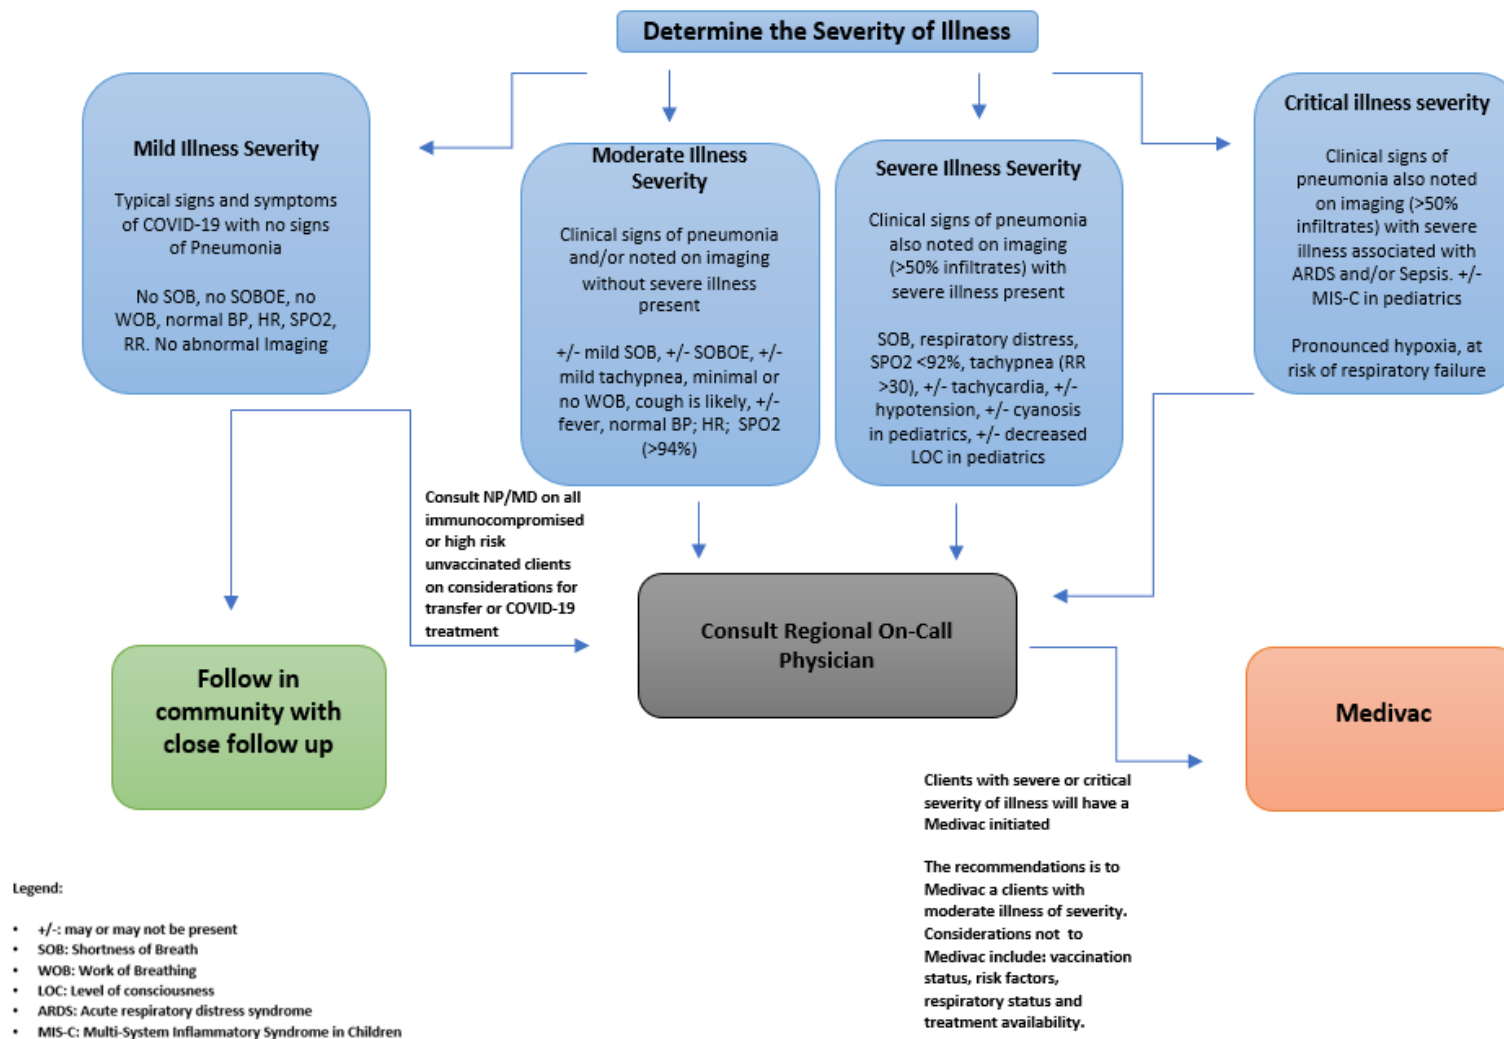 Determine the Severity of Illness
Mild Illness Severity
Typical signs and symptoms
of COVID-19 with no signs
of Pneumonia
No SOB, no SOBOE, no
WOB, normal BP, HR, SPO2,
RR. No abnormal Imaging
Moderate Illness
Severity
Clinical signs of pneumonia
and/or noted on imaging
without severe illness
present
+/- mild SOB, +/- SOBOE, +/-
mild tachypnea, minimal or
no WOB, cough is likely, +/-
fever, normal BP; HR; SPO2
(>94%)
Severe Illness Severity
Clinical signs of pneumonia
also noted on imaging
(>50% infiltrates) with
severe illness present
SOB, respiratory distress,
SPO2 <92%, tachypnea (RR
>30), +/- tachycardia, +/-
hypotension, +/- cyanosis
in pediatrics, +/- decreased
LOC in pediatrics
Critical illness severity
Clinical signs of
pneumonia also noted
on imaging (>50%
infiltrates) with severe
illness associated with
ARDS and/or Sepsis. +/-
MIS-C in pediatrics
Pronounced hypoxia, at
risk of respiratory failure
Consult NP/MD on all
immunocompromised
or high risk
unvaccinated clients
on considerations for
transfer or COVID-19
treatment
Follow in
community with
close follow up
Consult Regional On-Call
Physician
Medivac
Clients with severe or critical
severity of illness will have a
Medivac initiated
The recommendations is to
Medivac a clients with
moderate illness of severity.
Considerations not to
Medivac include: vaccination
status, risk factors,
respiratory status and
treatment availability.
Legend:
• +/-: may or may not be present
• SOB: Shortness of Breath
• WOB: Work of Breathing
• LOC: Level of consciousness
• ARDS: Acute respiratory distress syndrome
• MIS-C: Multi-System Inflammatory Syndrome in Children